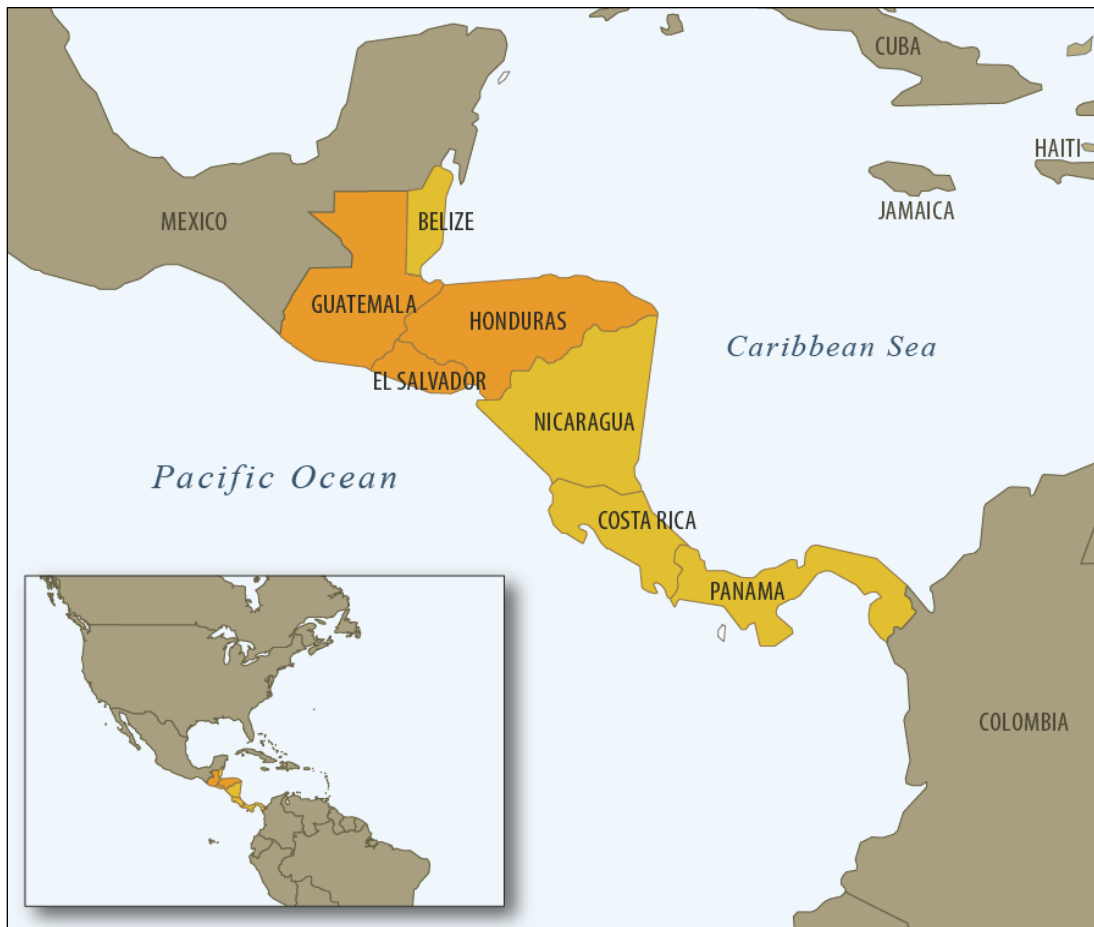 CUBA
HAITI
JAMAICA
MEXICO
BELIZE
GUATEMALA
HONDURAS
Caribbean Sea
EL SALVADOR
NICARAGUA
Pacific Ocean
COSTA RICA
PANAMA
COLOMBIA